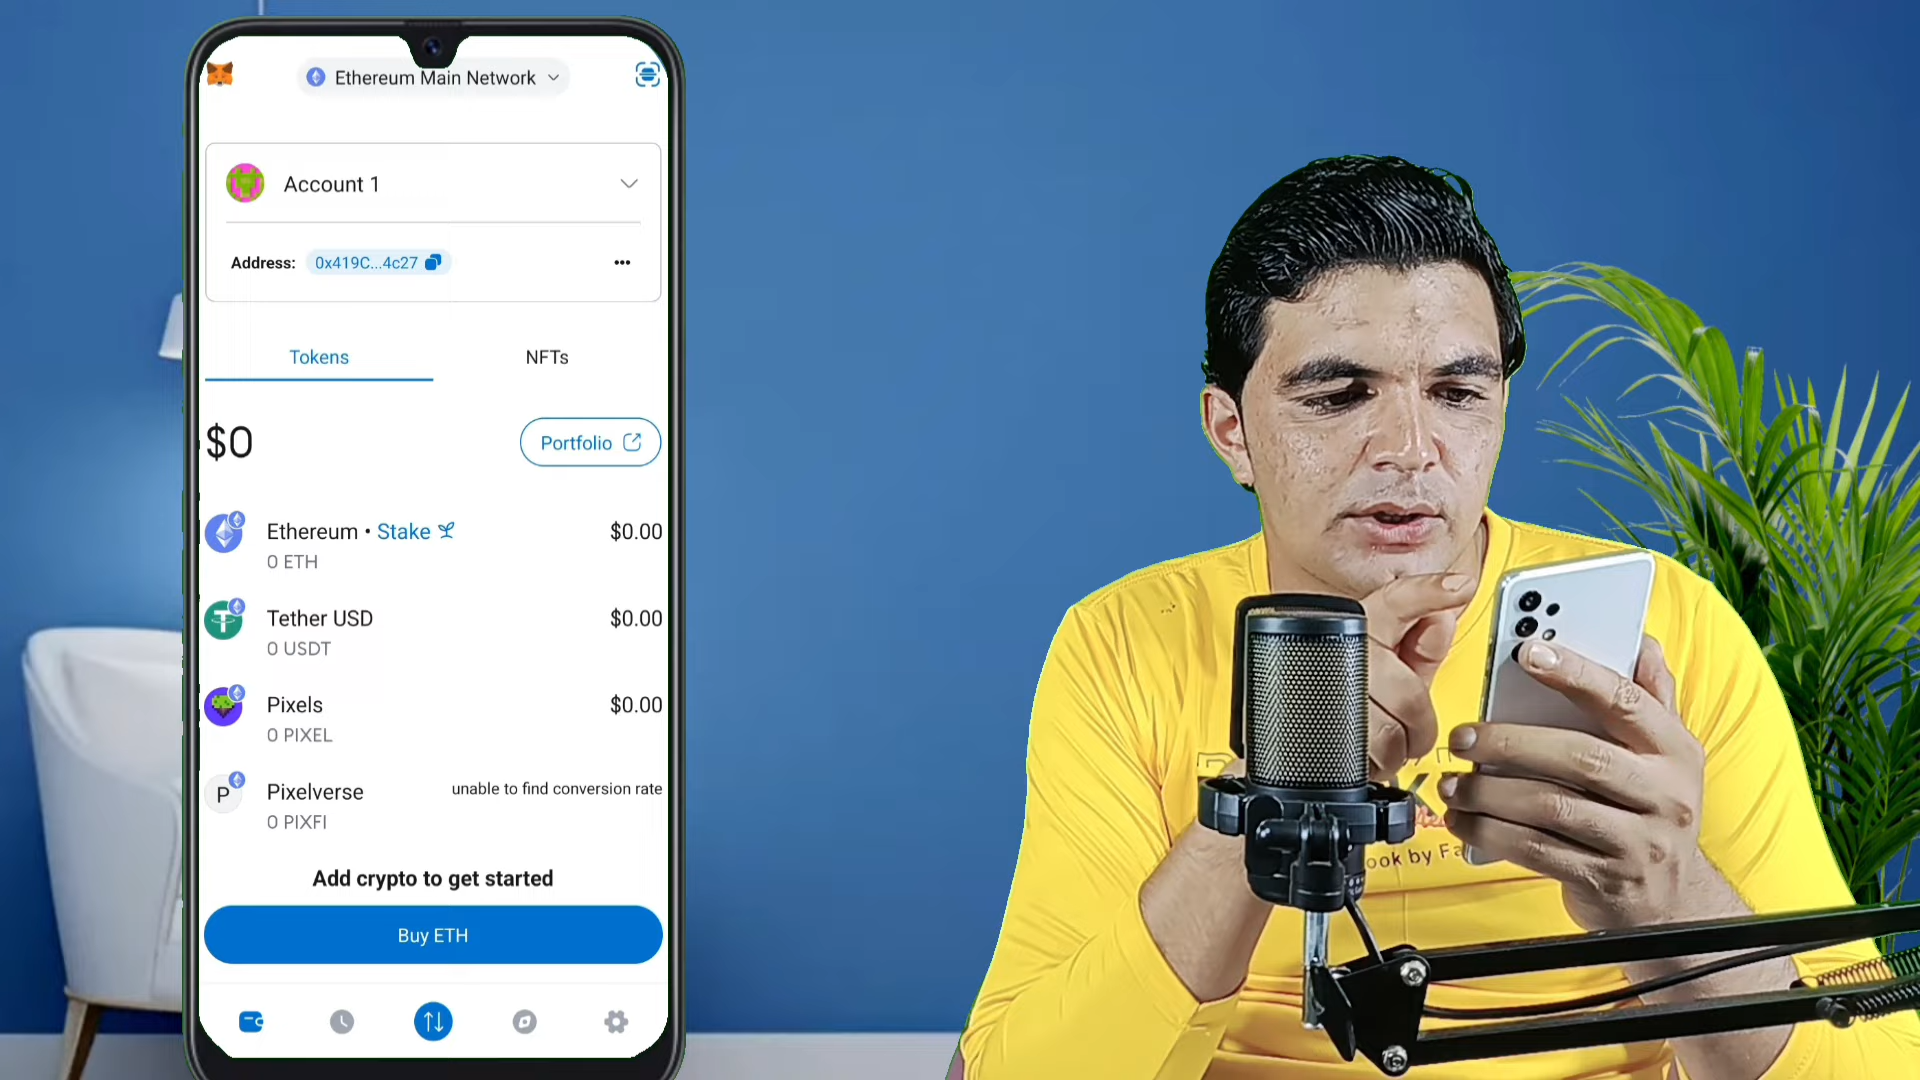 Ethereum Main Network
Account 1
Address: 0x419C...4c27
Tokens
NFTs
$0
Portfolio
Ethereum • Stake
$0.00
0 ETH
Tether USD
$0.00
0 USDT
Pixels
$0.00
0 PIXEL
P
Pixelverse
unable to find conversion rate
0 PIXFI
Add crypto to get started
Buy ETH
ook by Fa